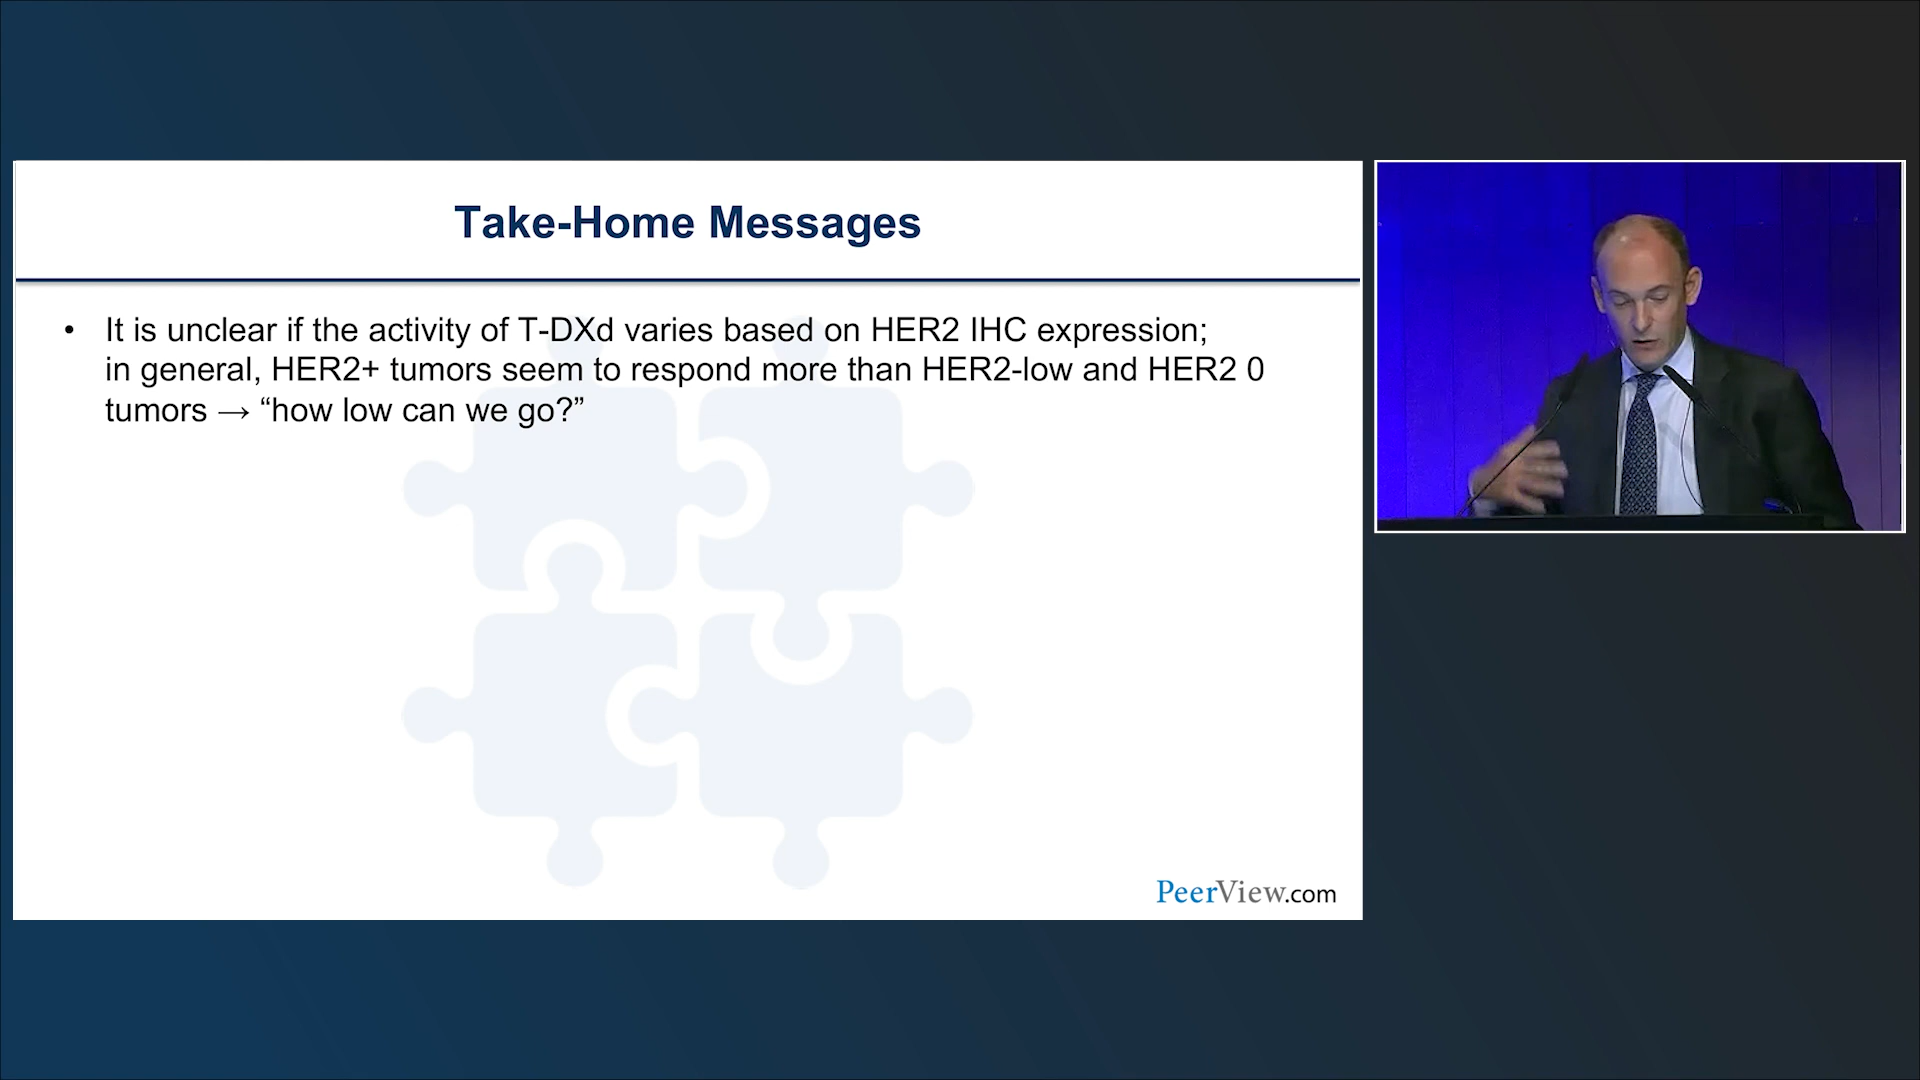 Take-Home Messages
• It is unclear if the activity of T-DXd varies based on HER2 IHC expression;
in general, HER2+ tumors seem to respond more than HER2-low and HER2 0
tumors → “how low can we go?”
PeerView.com